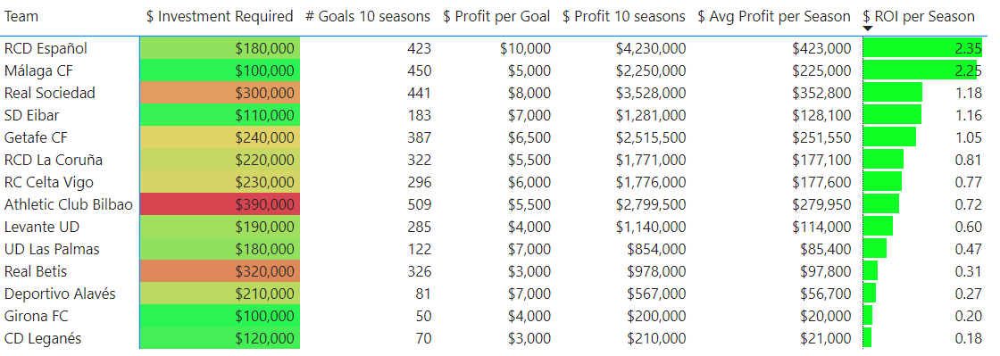 Team $ Investment Required # Goals 10 seasons $ Profit per Goal $ Profit 10 seasons $ Avg Profit per Season $ ROI per Season
RCD Español $180,000 423 $10,000 $4,230,000 $423,000 2.35
Málaga CF $100,000 450 $5,000 $2,250,000 $225,000 2.25
Real Sociedad $300,000 441 $8,000 $3,528,000 $352,800 1.18
SD Eibar $110,000 183 $7,000 $1,281,000 $128,100 1.16
Getafe CF $240,000 387 $6,500 $2,515,500 $251,550 1.05
RCD La Coruña $220,000 322 $5,500 $1,771,000 $177,100 0.81
RC Celta Vigo $230,000 296 $6,000 $1,776,000 $177,600 0.77
Athletic Club Bilbao $390,000 509 $5,500 $2,799,500 $279,950 0.72
Levante UD $190,000 285 $4,000 $1,140,000 $114,000 0.60
UD Las Palmas $180,000 122 $7,000 $854,000 $85,400 0.47
Real Betis $320,000 326 $3,000 $978,000 $97,800 0.31
Deportivo Alavés $210,000 81 $7,000 $567,000 $56,700 0.27
Girona FC $100,000 50 $4,000 $200,000 $20,000 0.20
CD Leganés $120,000 70 $3,000 $210,000 $21,000 0.18